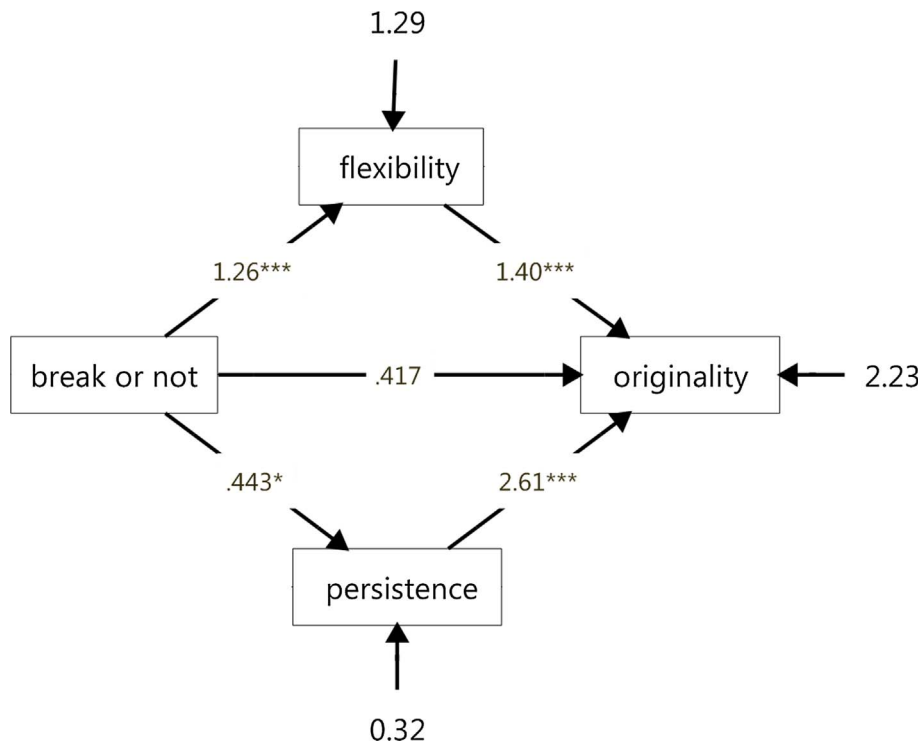 1.29
flexibility
1.26***
1.40***
break or not
.417
originality
2.23
.443*
2.61***
persistence
0.32